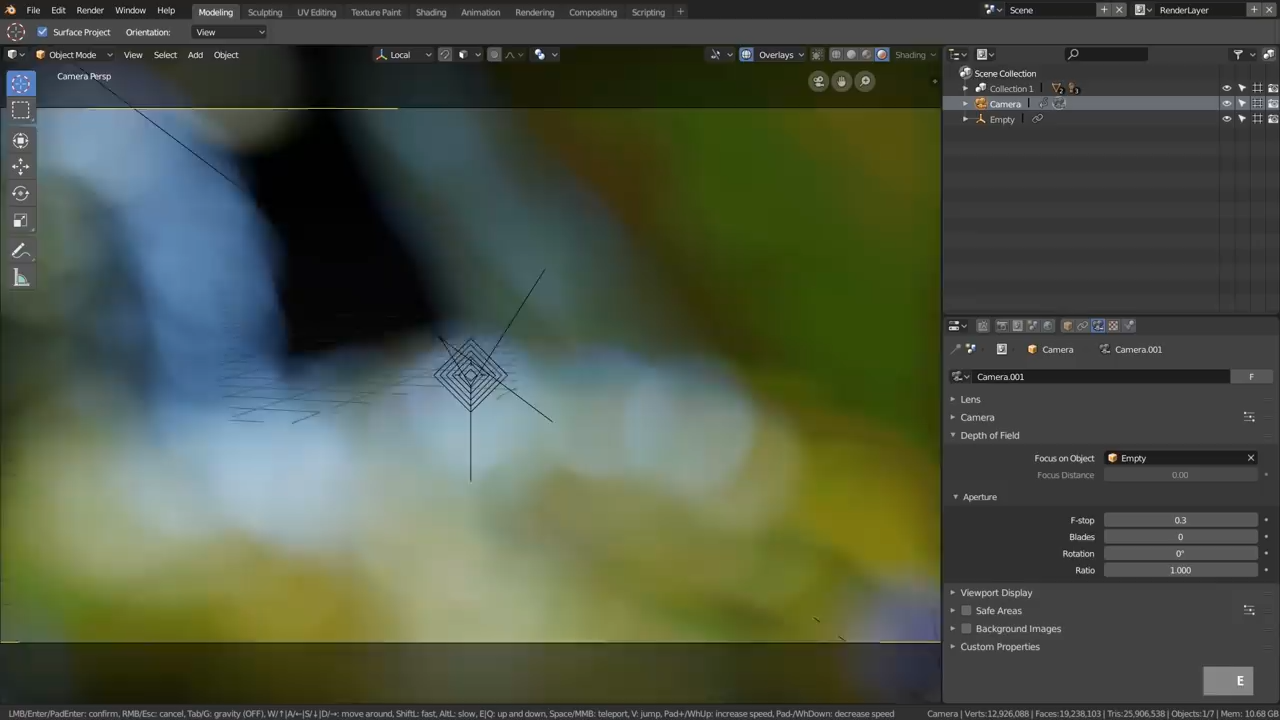 File Edit Render Window Help Modeling Sculpting UV Editing Texture Paint Shading Animation Rendering Compositing Scripting + Scene RenderLayer
Surface Project Orientation: View
Object Mode View Select Add Object Local Overlays Shading
Camera Persp
Scene Collection
Collection 1
Camera
Empty
Camera Camera.001
Camera.001 F
Lens
Camera
Depth of Field
Focus on Object Empty
Focus Distance 0.00
Aperture
F-stop 0.3
Blades 0
Rotation 0°
Ratio 1.000
Viewport Display
Safe Areas
Background Images
Custom Properties
E
LMB/Enter/PadEnter: confirm, RMB/Esc: cancel, Tab/G: gravity (OFF), W/↑|A/←|S/↓|D/→: move around, ShiftL: fast, AltL: slow, E|Q: up and down, Space/MMB: teleport, V: jump, Pad+/WhUp: increase speed, Pad-/WhDown: decrease speed Camera | Verts:12,926,088 | Faces:19,238,103 | Tris:25,906,538 | Objects:1/7 | Mem: 10.68 GB